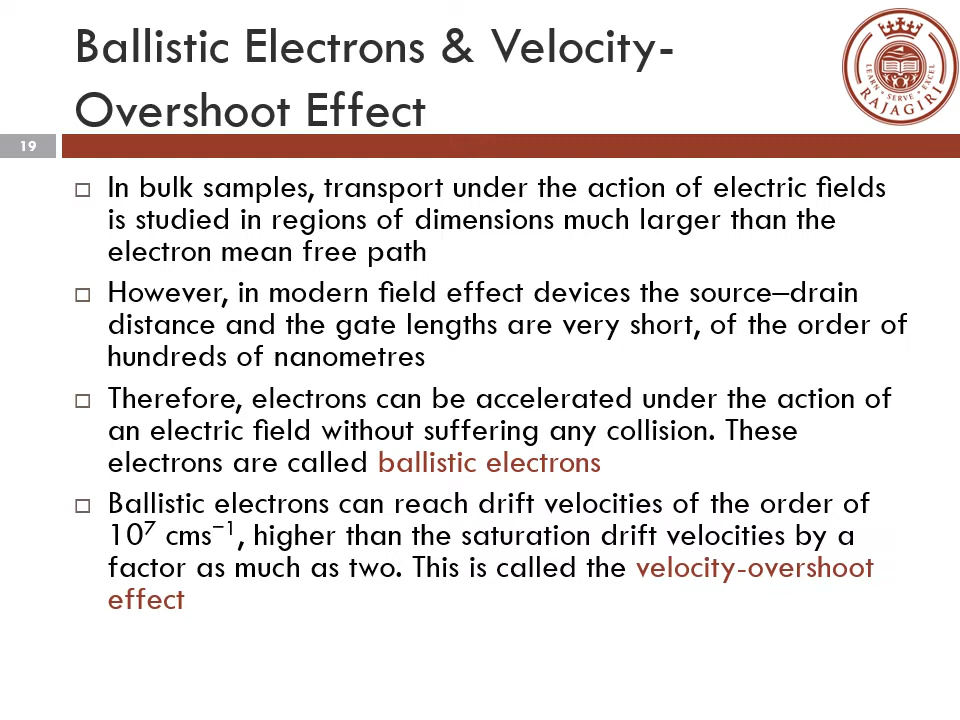 Ballistic Electrons & Velocity-
Overshoot Effect
LEARN • SERVE • EXCEL
RAJAGIRI
19
□ In bulk samples, transport under the action of electric fields
is studied in regions of dimensions much larger than the
electron mean free path
□ However, in modern field effect devices the source–drain
distance and the gate lengths are very short, of the order of
hundreds of nanometres
□ Therefore, electrons can be accelerated under the action of
an electric field without suffering any collision. These
electrons are called ballistic electrons
□ Ballistic electrons can reach drift velocities of the order of
10⁷ cms⁻¹, higher than the saturation drift velocities by a
factor as much as two. This is called the velocity-overshoot
effect